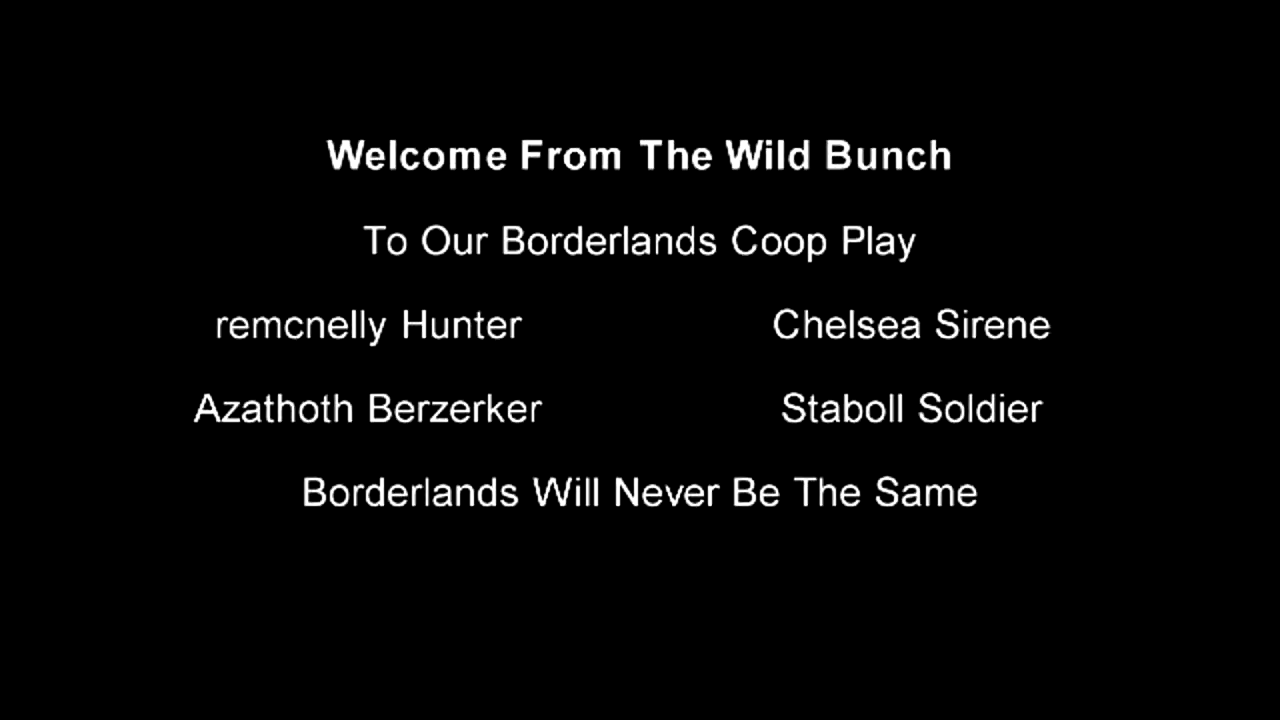 Welcome From The Wild Bunch
To Our Borderlands Coop Play
remcnelly Hunter Chelsea Sirene
Azathoth Berzerker Staboll Soldier
Borderlands Will Never Be The Same